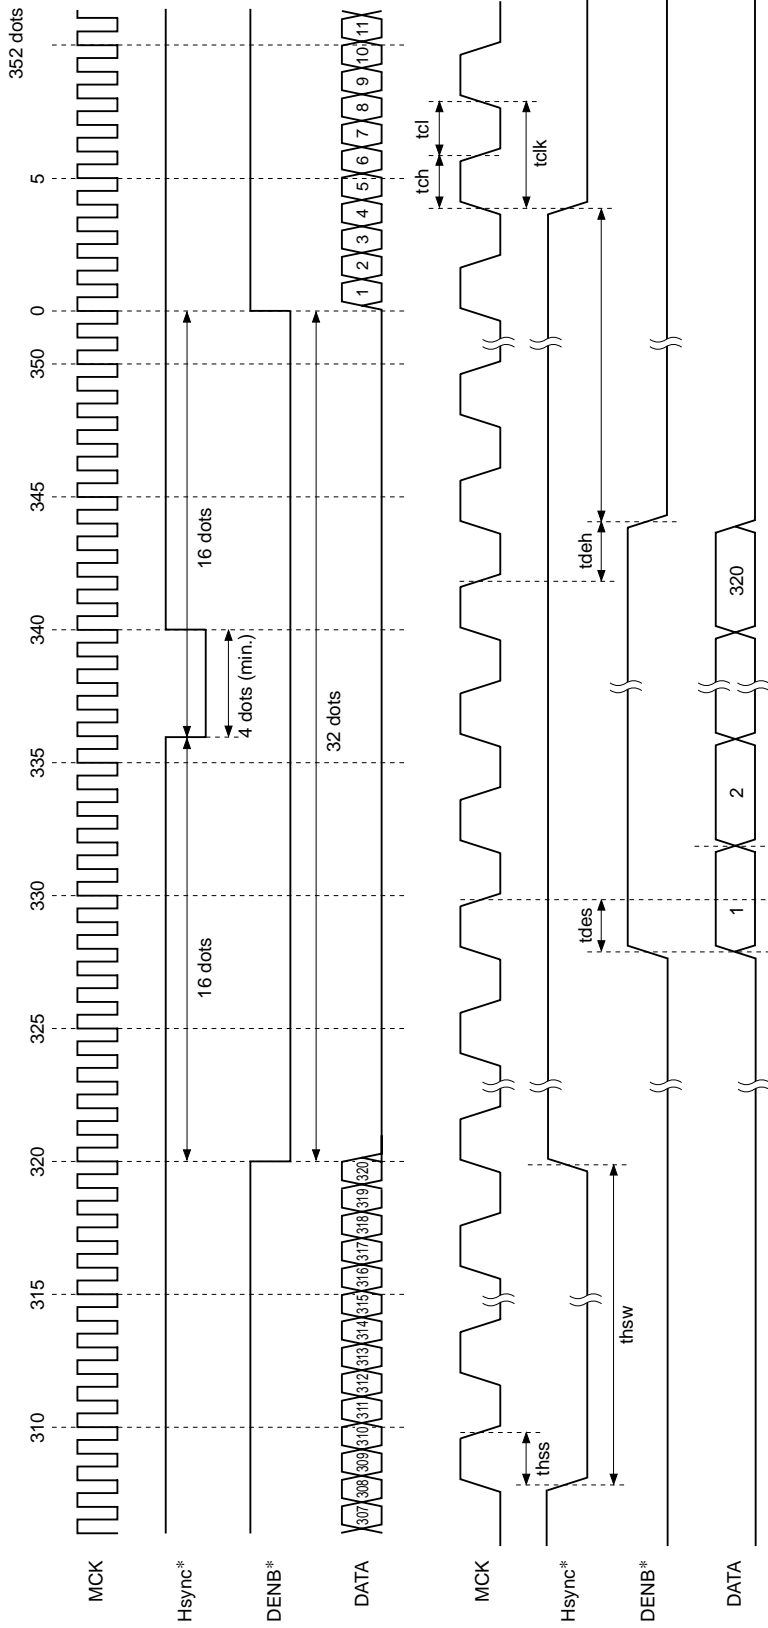 MCK
310
315
320
325
330
335
340
345
350
0
5
352 dots
Hsync*
16 dots
16 dots
4 dots (min.)
DENB*
32 dots
DATA
307 308 309 310 311 312 313 314 315 316 317 318 319 320
1 2 3 4 5 6 7 8 9 10 11
MCK
tch
tcl
thss
tclk
Hsync*
tdes
tdeh
thsw
DENB*
DATA
1
2
320